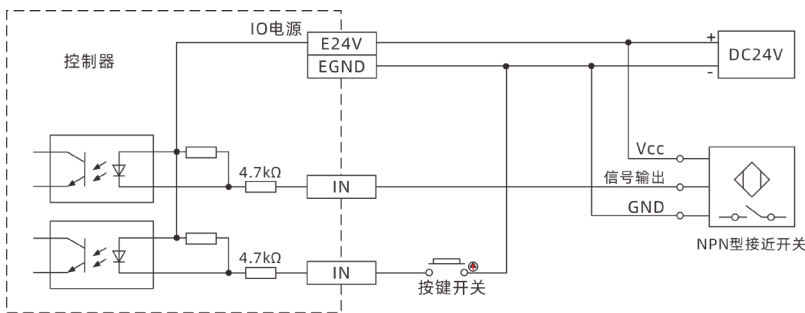 IO电源
E24V
+
DC24V
控制器
EGND
-
Vcc
4.7kΩ
IN
信号输出
GND
NPN型接近开关
4.7kΩ
IN
按键开关